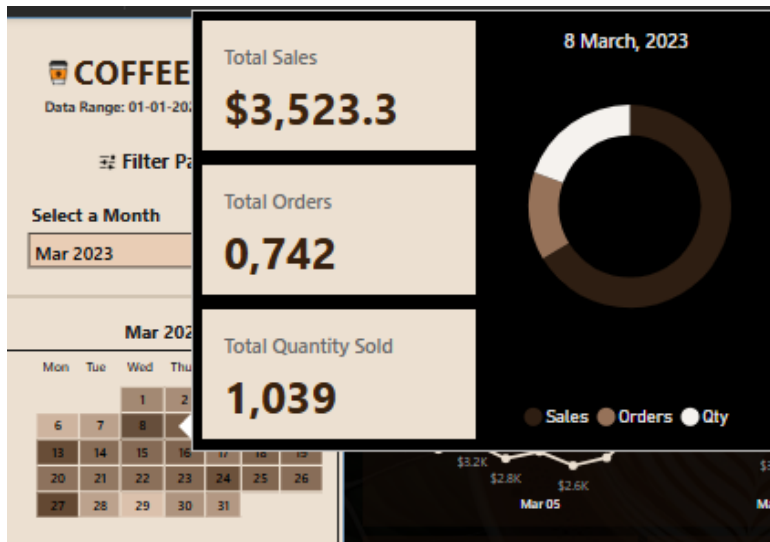 COFFEE
Data Range: 01-01-202
Filter Pa
Select a Month
Mar 2023
Mar 202
Mon Tue Wed Thu
1 2
6 7 8
13 14 15 16 17 18 19
20 21 22 23 24 25 26
27 28 29 30 31
Total Sales
$3,523.3
Total Orders
0,742
Total Quantity Sold
1,039
8 March, 2023
Sales Orders Qty
$3.2K
$2.8K
$2.6K
Mar 05